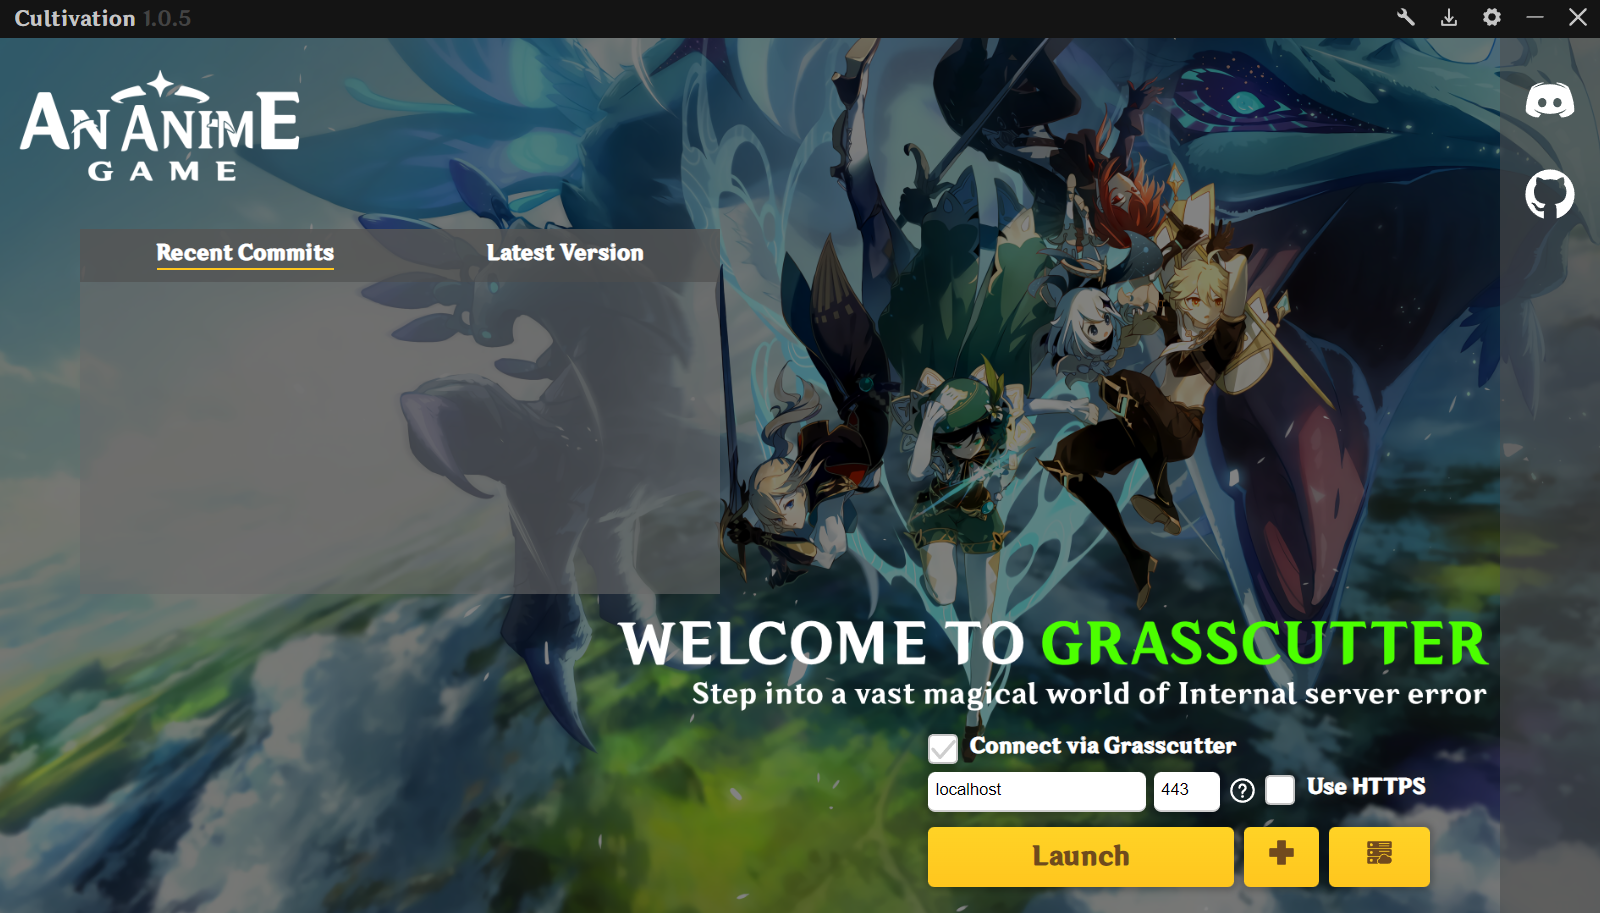 Cultivation 1.0.5
AN ANIME
GAME
Recent Commits
Latest Version
WELCOME TO GRASSCUTTER
Step into a vast magical world of Internal server error
Connect via Grasscutter
localhost
443
?
Use HTTPS
Launch